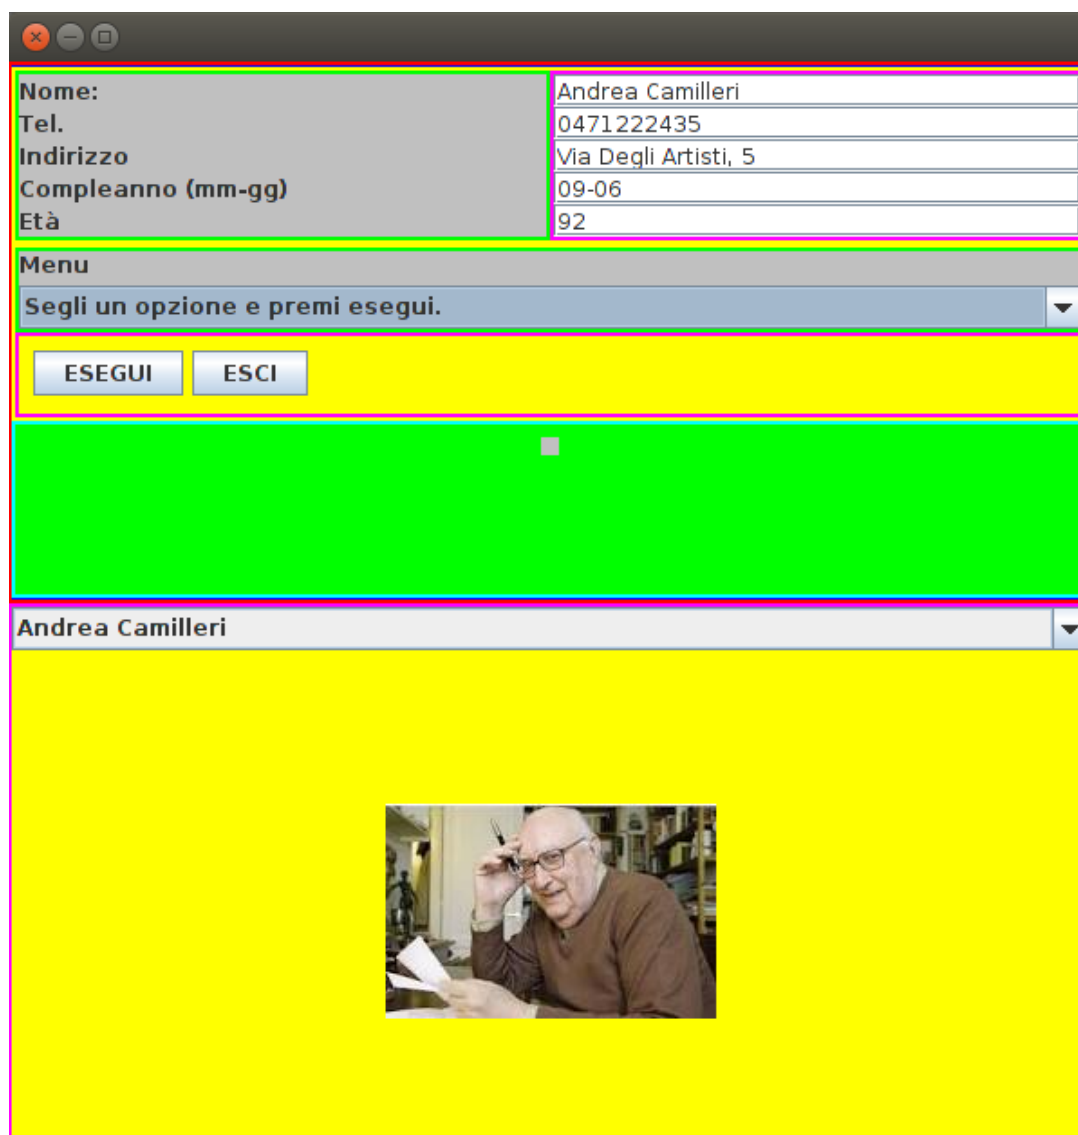 Nome: Andrea Camilleri
Tel. 0471222435
Indirizzo Via Degli Artisti, 5
Compleanno (mm-gg) 09-06
Età 92
Menu
Segli un opzione e premi esegui.
ESEGUI ESCI
Andrea Camilleri